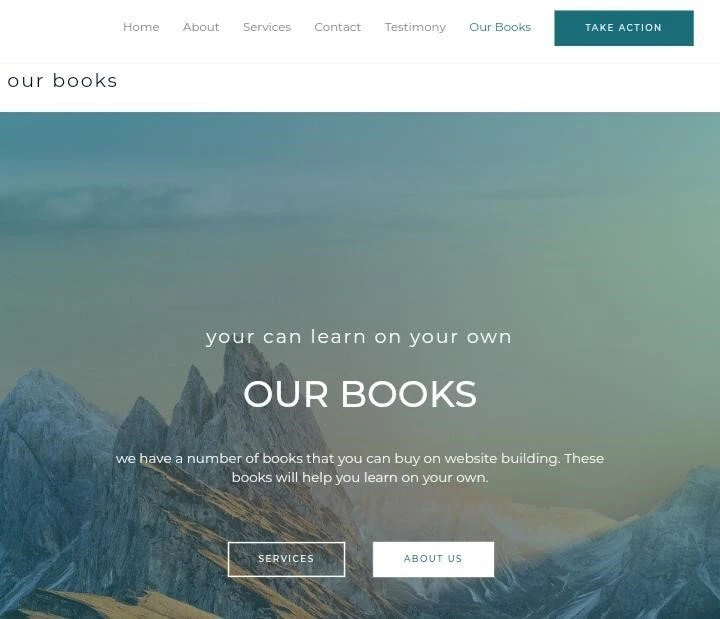 Home About Services Contact Testimony Our Books TAKE ACTION
our books
your can learn on your own
OUR BOOKS
we have a number of books that you can buy on website building. These
books will help you learn on your own.
SERVICES ABOUT US